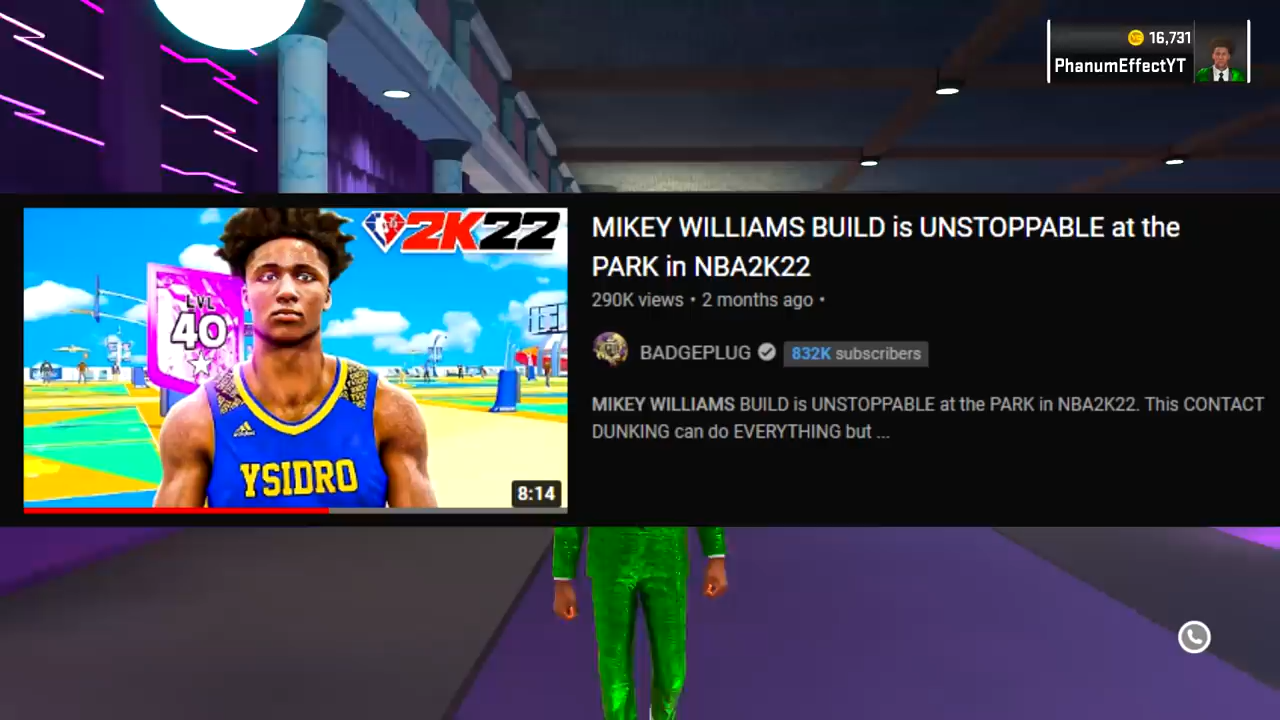 16,731
PhanumEffectYT
2K22
LVL
40
YSIDRO
8:14
MIKEY WILLIAMS BUILD is UNSTOPPABLE at the
PARK in NBA2K22
290K views • 2 months ago •
BADGEPLUG 832K subscribers
MIKEY WILLIAMS BUILD is UNSTOPPABLE at the PARK in NBA2K22. This CONTACT
DUNKING can do EVERYTHING but ...